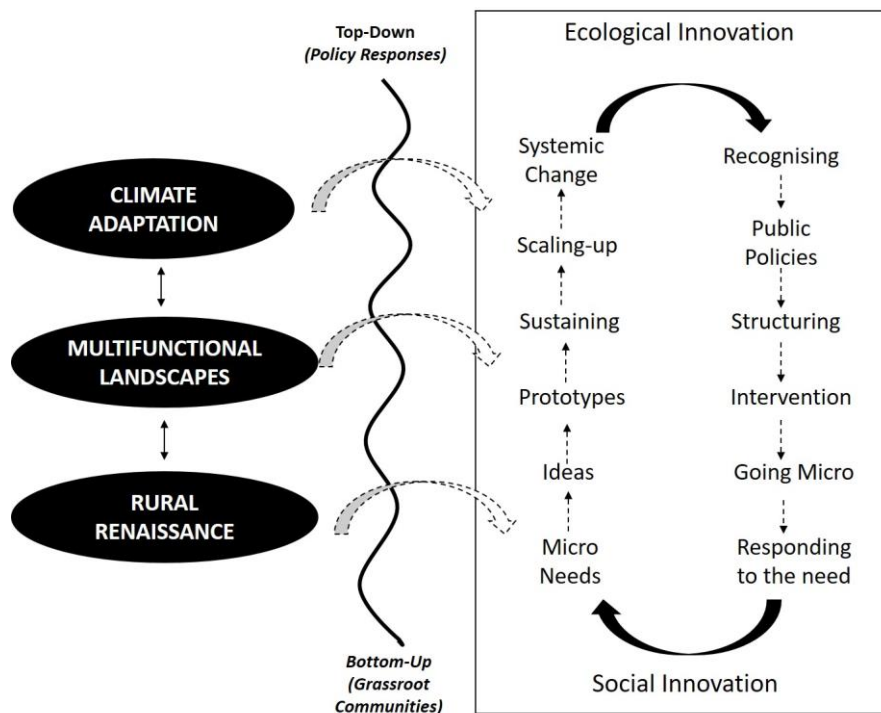 Top-Down
(Policy Responses)
CLIMATE
ADAPTATION
MULTIFUNCTIONAL
LANDSCAPES
RURAL
RENAISSANCE
Bottom-Up
(Grassroot
Communities)
Ecological Innovation
Systemic
Change
Scaling-up
Sustaining
Prototypes
Ideas
Micro
Needs
Recognising
Public
Policies
Structuring
Intervention
Going Micro
Responding
to the need
Social Innovation